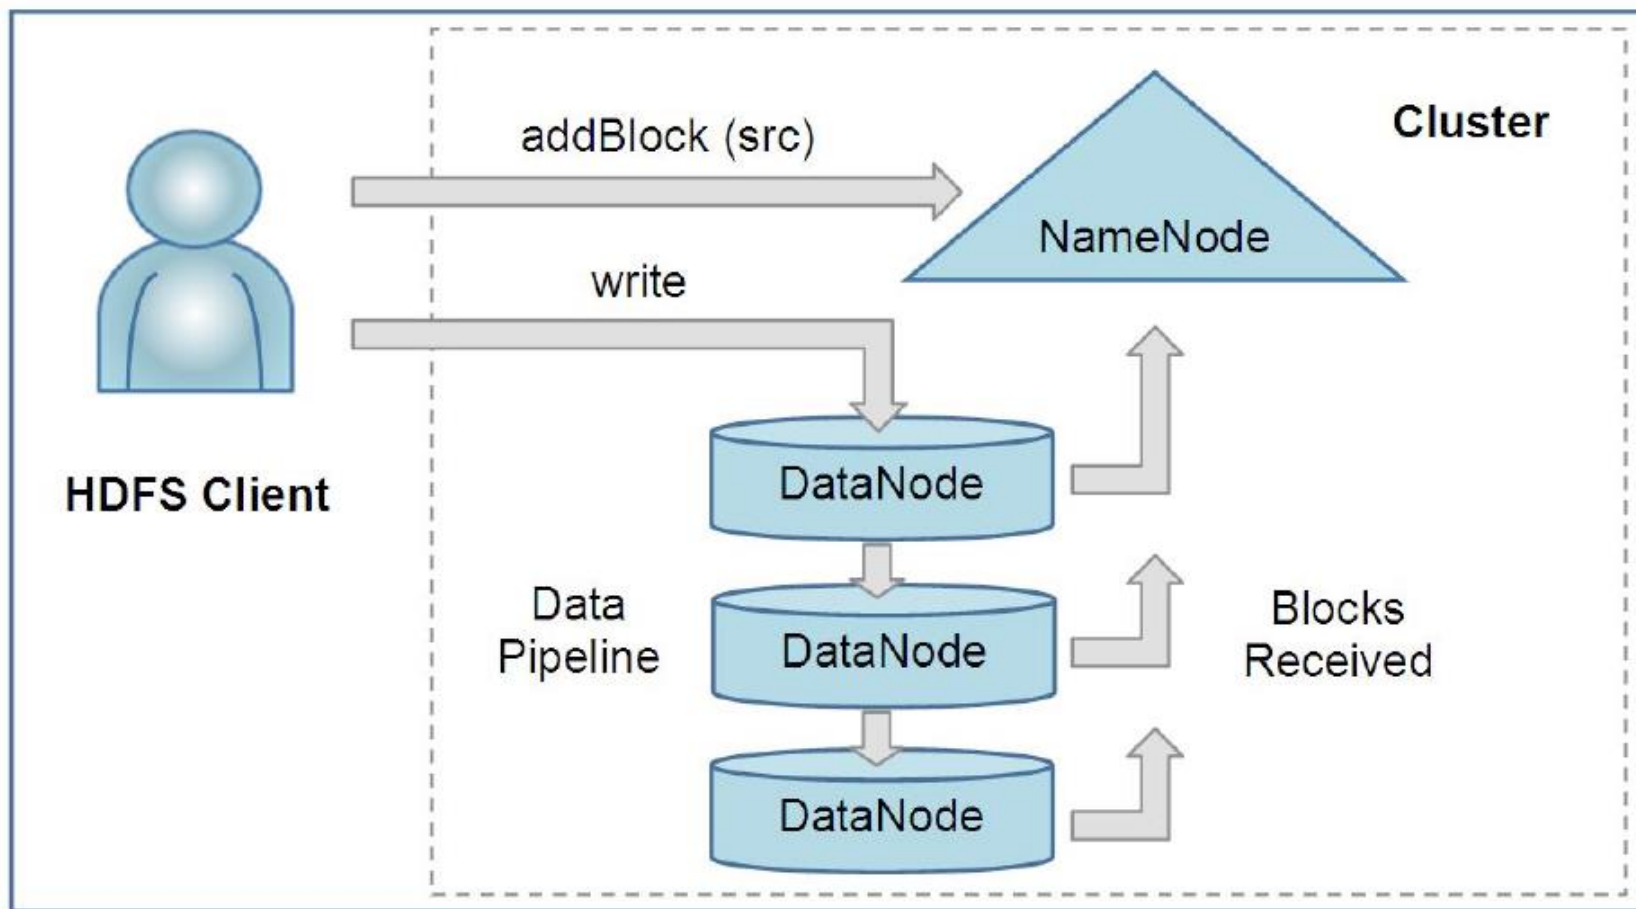 addBlock (src)
Cluster
NameNode
write
HDFS Client
DataNode
Data
Pipeline
DataNode
Blocks
Received
DataNode